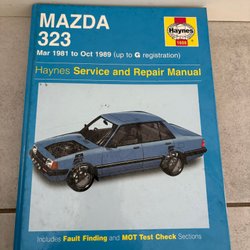 MAZDA
323
Mar 1981 to Oct 1989 (up to G registration)
Haynes Service and Repair Manual
Haynes
1608
Includes Fault Finding and MOT Test Check Sections